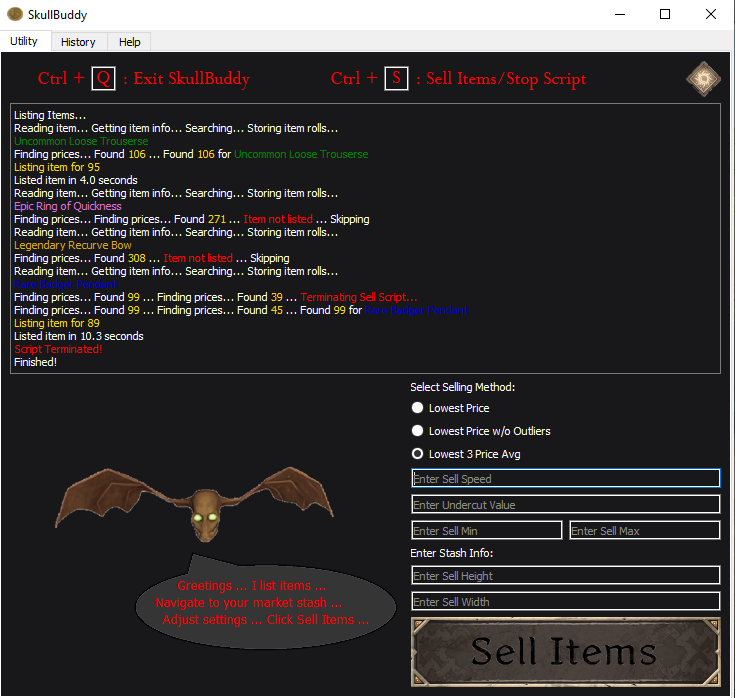 SkullBuddy
Utility History Help
Ctrl + Q : Exit SkullBuddy Ctrl + S : Sell Items/Stop Script
Listing Items...
Reading item... Getting item info... Searching... Storing item rolls...
Uncommon Loose Trouserse
Finding prices... Found 106 ... Found 106 for Uncommon Loose Trouserse
Listing item for 95
Listed item in 4.0 seconds
Reading item... Getting item info... Searching... Storing item rolls...
Epic Ring of Quickness
Finding prices... Finding prices... Found 271 ... Item not listed ... Skipping
Reading item... Getting item info... Searching... Storing item rolls...
Legendary Recurve Bow
Finding prices... Found 308 ... Item not listed ... Skipping
Reading item... Getting item info... Searching... Storing item rolls...
Rare Badger Pendant
Finding prices... Found 99 ... Finding prices... Found 39 ... Terminating Sell Script...
Finding prices... Found 99 ... Finding prices... Found 45 ... Found 99 for Rare Badger Pendant
Listing item for 89
Listed item in 10.3 seconds
Script Terminated!
Finished!
Select Selling Method:
Lowest Price
Lowest Price w/o Outliers
Lowest 3 Price Avg
Enter Sell Speed
Enter Undercut Value
Enter Sell Min Enter Sell Max
Enter Stash Info:
Enter Sell Height
Enter Sell Width
Sell Items
Greetings ... I list items ...
Navigate to your market stash ...
Adjust settings ... Click Sell Items ...